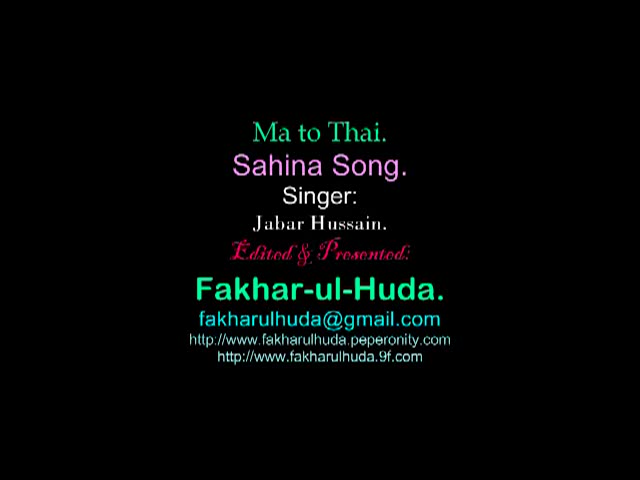 Ma to Thai.
Sahina Song.
Singer:
Jabar Hussain.
Edited & Presented:
Fakhar-ul-Huda.
fakharulhuda@gmail.com
http://www.fakharulhuda.peperonity.com
http://www.fakharulhuda.9f.com